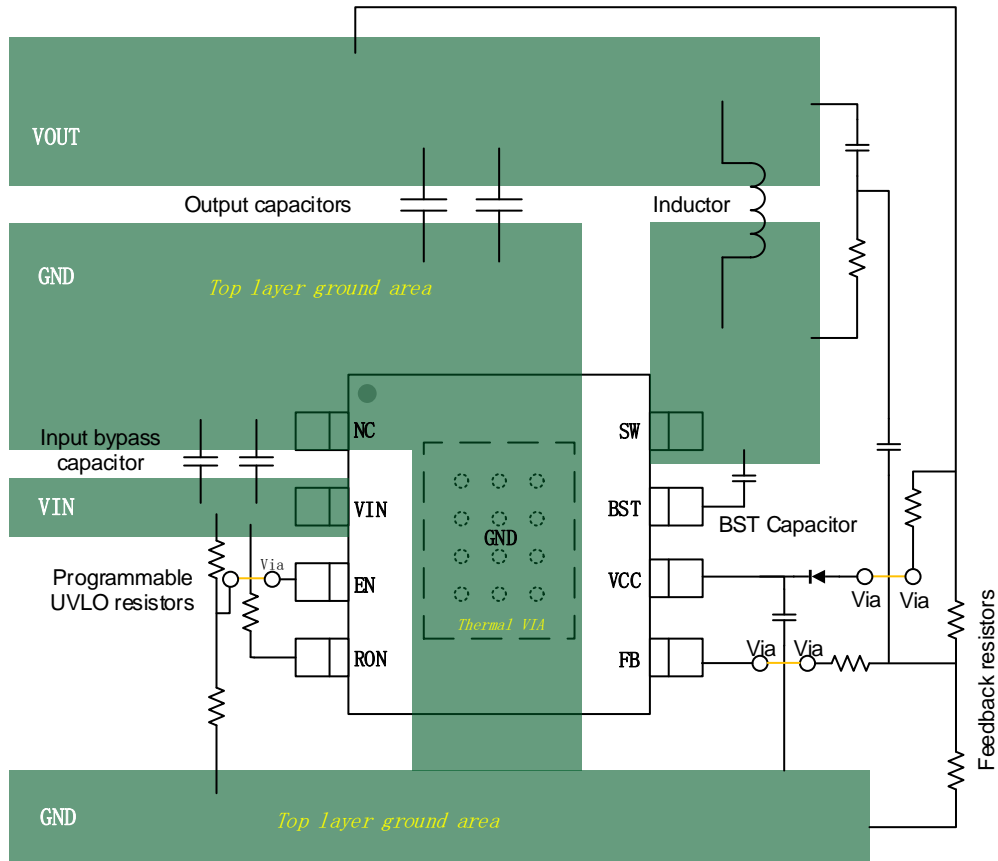 VOUT
Output capacitors
Inductor
GND
Top layer ground area
NC
SW
Input bypass
capacitor
VIN
VIN
GND
BST
BST Capacitor
Via
Programmable
UVLO resistors
EN
VCC
Via
Via
Thermal VIA
RON
FB
Via
Via
Feedback resistors
GND
Top layer ground area